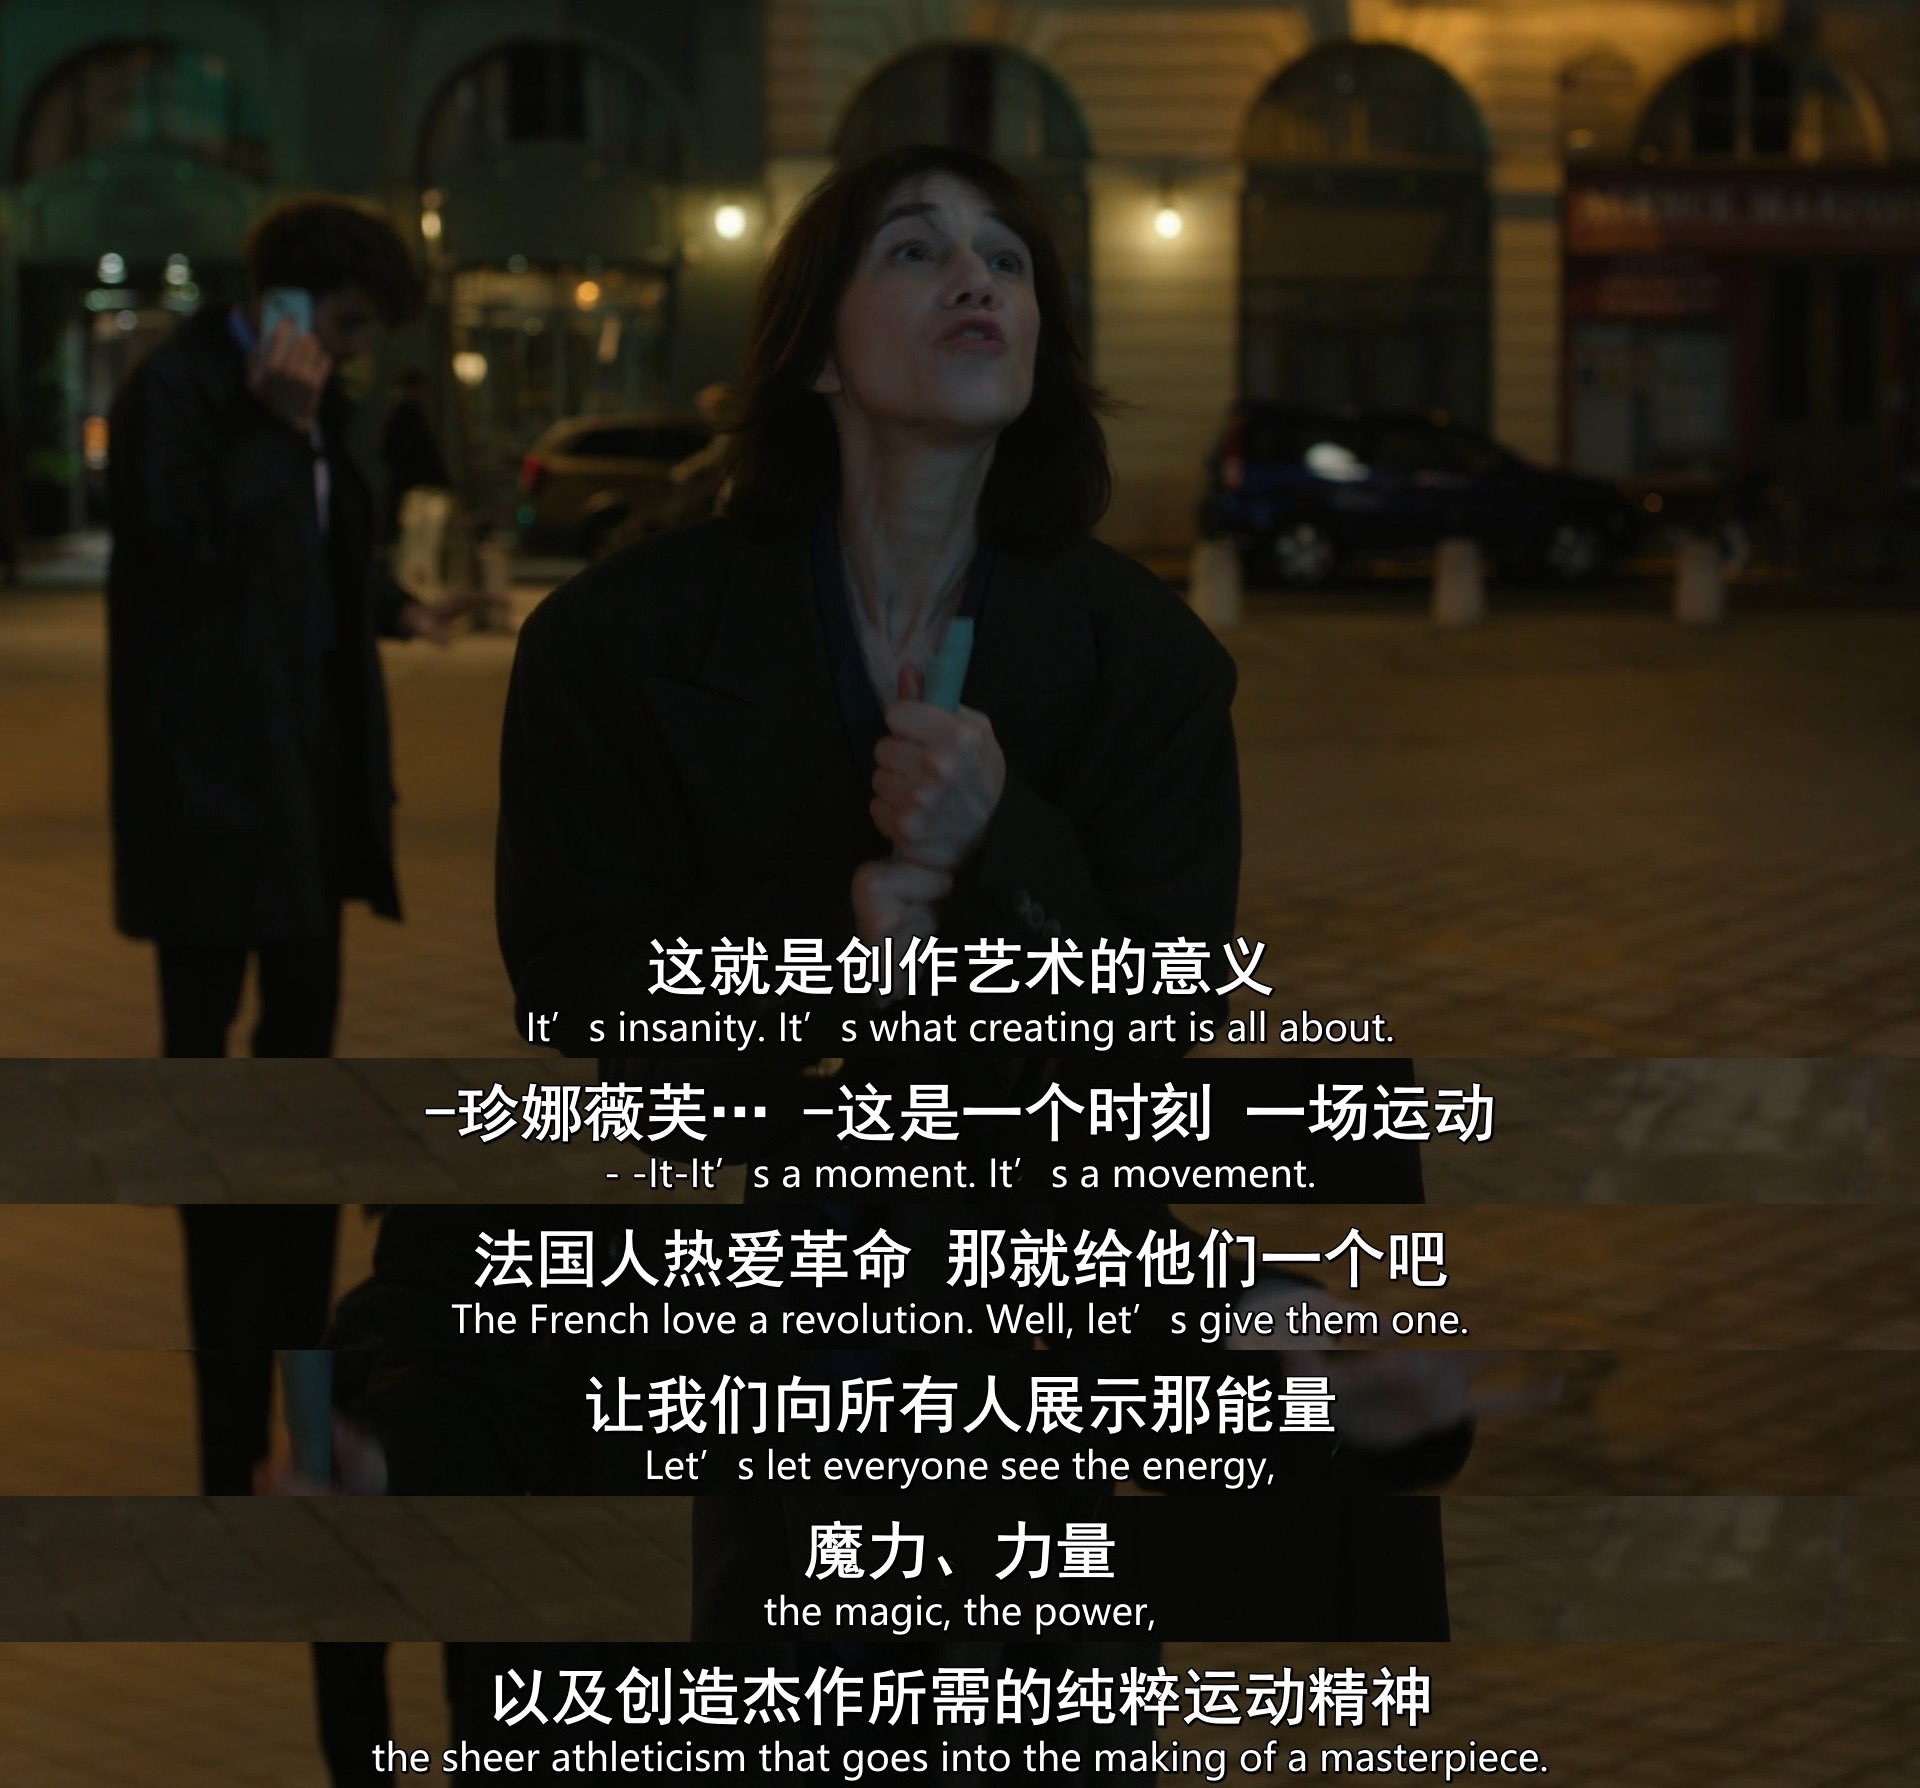 这就是创作艺术的意义
It's insanity. It's what creating art is all about.
-珍娜薇芙… -这是一个时刻 一场运动
- -It-It's a moment. It's a movement.
法国人热爱革命 那就给他们一个吧
The French love a revolution. Well, let's give them one.
让我们向所有人展示那能量
Let's let everyone see the energy,
魔力、力量
the magic, the power,
以及创造杰作所需的纯粹运动精神
the sheer athleticism that goes into the making of a masterpiece.